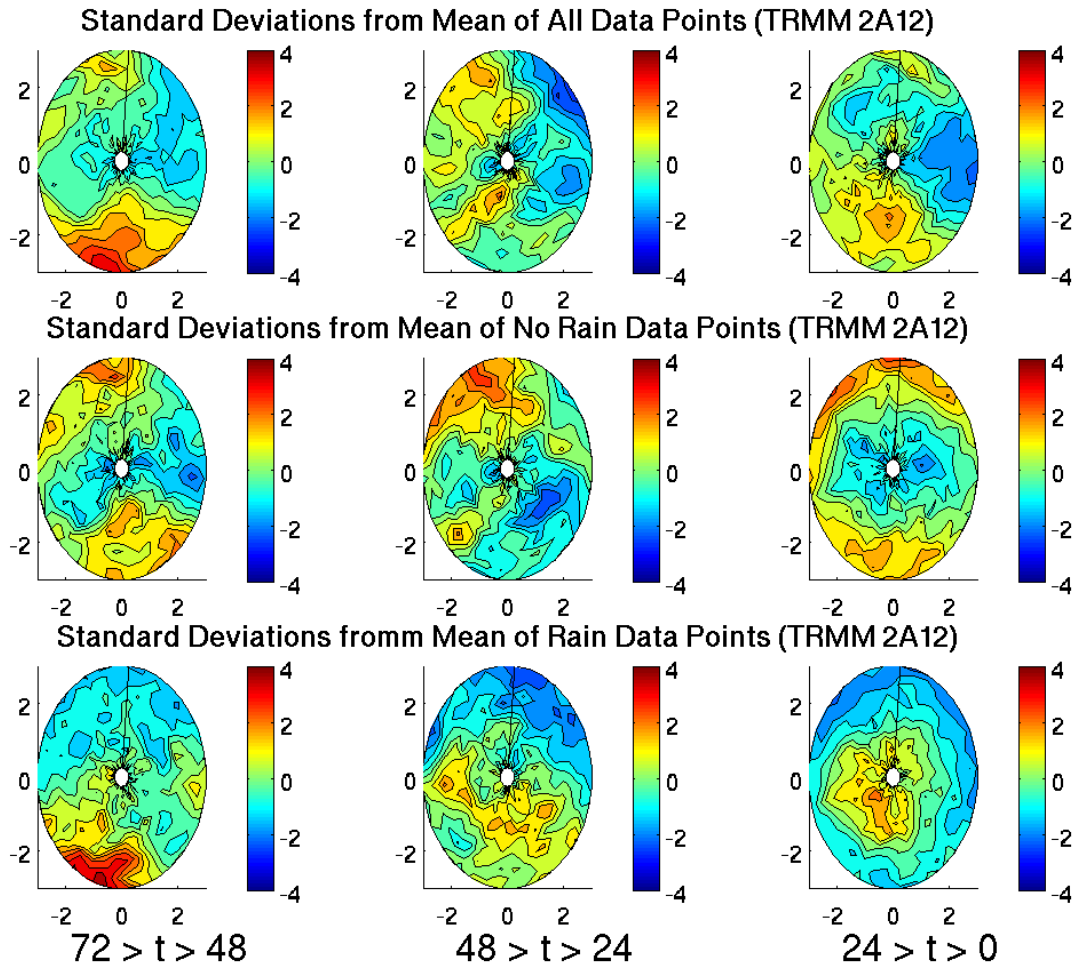 Standard Deviations from Mean of All Data Points (TRMM 2A12)
4 4 4
2 2 2
2 2 2
0 0 0 0 0 0
-2 -2 -2
-2 -2 -2
-4 -4 -4
-2 0 2 -2 0 2 -2 0 2
Standard Deviations from Mean of No Rain Data Points (TRMM 2A12)
4 4 4
2 2 2
2 2 2
0 0 0 0 0 0
-2 -2 -2
-2 -2 -2
-4 -4 -4
-2 0 2 -2 0 2 -2 0 2
Standard Deviations fromm Mean of Rain Data Points (TRMM 2A12)
4 4 4
2 2 2
2 2 2
0 0 0 0 0 0
-2 -2 -2
-2 -2 -2
-4 -4 -4
-2 0 2 -2 0 2 -2 0 2
72 > t > 48 48 > t > 24 24 > t > 0